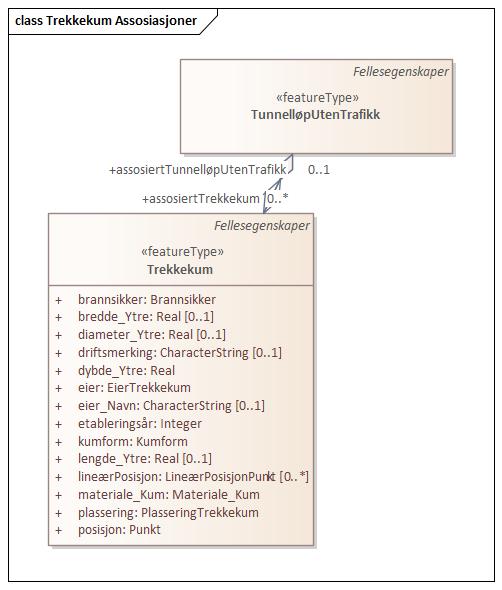 class Trekkekum Assosiasjoner
Fellesegenskaper
«featureType»
TunnelløpUtenTrafikk
+assosiertTunnelløpUtenTrafikk 0..1
+assosiertTrekkekum 0..*
Fellesegenskaper
«featureType»
Trekkekum
+ brannsikker: Brannsikker
+ bredde_Ytre: Real [0..1]
+ diameter_Ytre: Real [0..1]
+ driftsmerking: CharacterString [0..1]
+ dybde_Ytre: Real
+ eier: EierTrekkekum
+ eier_Navn: CharacterString [0..1]
+ etableringsår: Integer
+ kumform: Kumform
+ lengde_Ytre: Real [0..1]
+ lineærPosisjon: LineærPosisjonPunkt [0..*]
+ materiale_Kum: Materiale_Kum
+ plassering: PlasseringTrekkekum
+ posisjon: Punkt